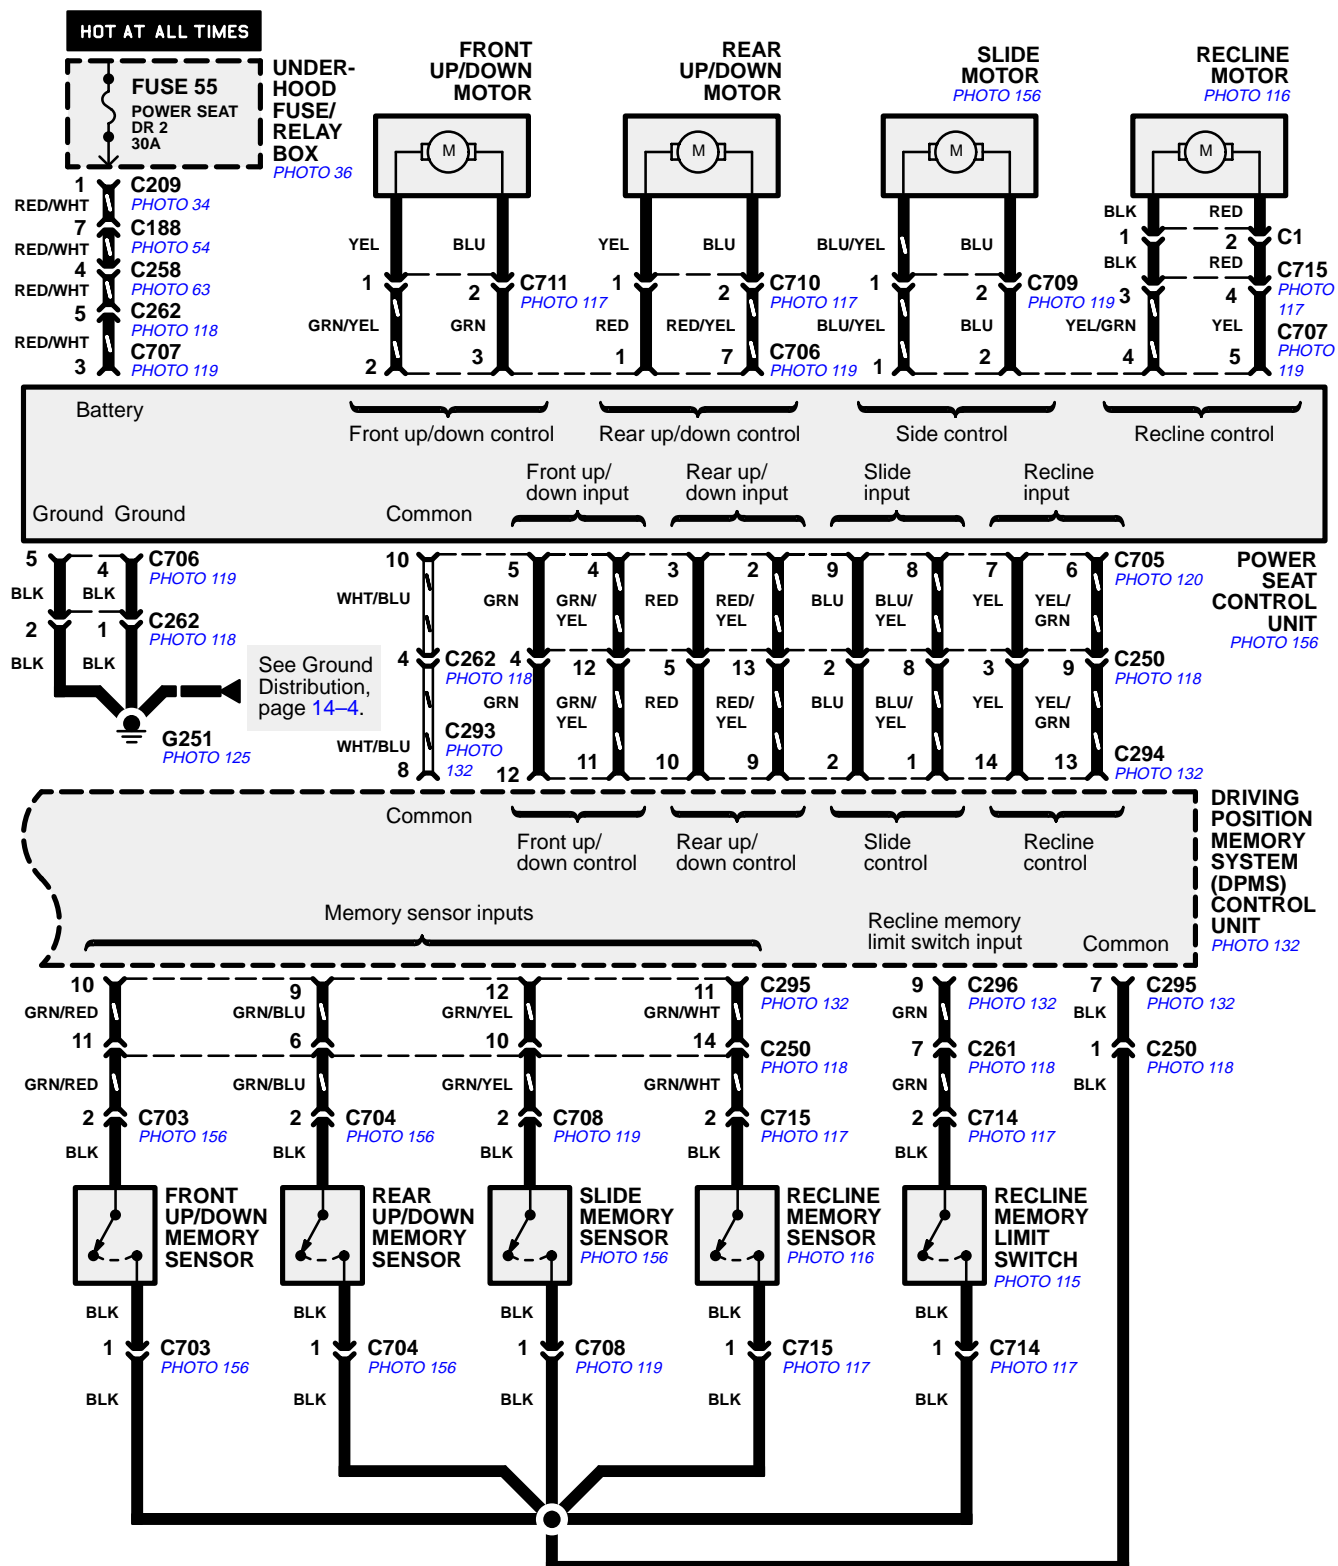 HOT AT ALL TIMES
FUSE 55
POWER SEAT
DR 2
30A
UNDER-
HOOD
FUSE/
RELAY
BOX
PHOTO 36
FRONT
UP/DOWN
MOTOR
REAR
UP/DOWN
MOTOR
SLIDE
MOTOR
PHOTO 156
RECLINE
MOTOR
PHOTO 116
M M M M
1 C209
RED/WHT PHOTO 34
7 C188
RED/WHT PHOTO 54
4 C258
RED/WHT PHOTO 63
5 C262
PHOTO 118
RED/WHT
3 C707
PHOTO 119
YEL BLU
1 2 C711
PHOTO 117
GRN/YEL GRN
2 3
YEL BLU
1 2 C710
PHOTO 117
RED RED/YEL
1 7 C706
PHOTO 119
BLU/YEL BLU
1 2 C709
PHOTO 119
BLU/YEL BLU
1 2
BLK RED
1 2 C1
BLK RED
3 4 C715
PHOTO
117
YEL/GRN YEL
4 5 C707
PHOTO
119
Battery
Front up/down control Rear up/down control Side control Recline control
Front up/
down input
Rear up/
down input
Slide
input
Recline
input
Ground Ground Common
POWER
SEAT
CONTROL
UNIT
PHOTO 156
5 4 C706
PHOTO 119
BLK BLK
2 1 C262
PHOTO 118
BLK BLK
See Ground
Distribution,
page 14–4.
G251
PHOTO 125
10
WHT/BLU
4 C262
PHOTO 118
WHT/BLU
8 C293
PHOTO
132
5 4 3 2 9 8 7 6 C705
PHOTO 120
GRN GRN/
YEL RED RED/
YEL BLU BLU/
YEL YEL YEL/
GRN
4 12 5 13 2 8 3 9 C250
PHOTO 118
GRN GRN/
YEL RED RED/
YEL BLU BLU/
YEL YEL YEL/
GRN
12 11 10 9 2 1 14 13 C294
PHOTO 132
Common
Front up/
down control
Rear up/
down control
Slide
control
Recline
control
DRIVING
POSITION
MEMORY
SYSTEM
(DPMS)
CONTROL
UNIT
PHOTO 132
Memory sensor inputs
Recline memory
limit switch input
Common
10 9 12 11 C295
PHOTO 132
9 C296
PHOTO 132
7 C295
PHOTO 132
GRN/RED GRN/BLU GRN/YEL GRN/WHT GRN BLK
11 6 10 14 C250
PHOTO 118
7 C261
PHOTO 118
1 C250
PHOTO 118
GRN/RED GRN/BLU GRN/YEL GRN/WHT GRN BLK
2 C703
PHOTO 156
2 C704
PHOTO 156
2 C708
PHOTO 119
2 C715
PHOTO 117
2 C714
PHOTO 117
BLK BLK BLK BLK BLK
FRONT
UP/DOWN
MEMORY
SENSOR
REAR
UP/DOWN
MEMORY
SENSOR
SLIDE
MEMORY
SENSOR
PHOTO 156
RECLINE
MEMORY
SENSOR
PHOTO 116
RECLINE
MEMORY
LIMIT
SWITCH
PHOTO 115
BLK BLK BLK BLK BLK
1 C703
PHOTO 156
1 C704
PHOTO 156
1 C708
PHOTO 119
1 C715
PHOTO 117
1 C714
PHOTO 117
BLK BLK BLK BLK BLK